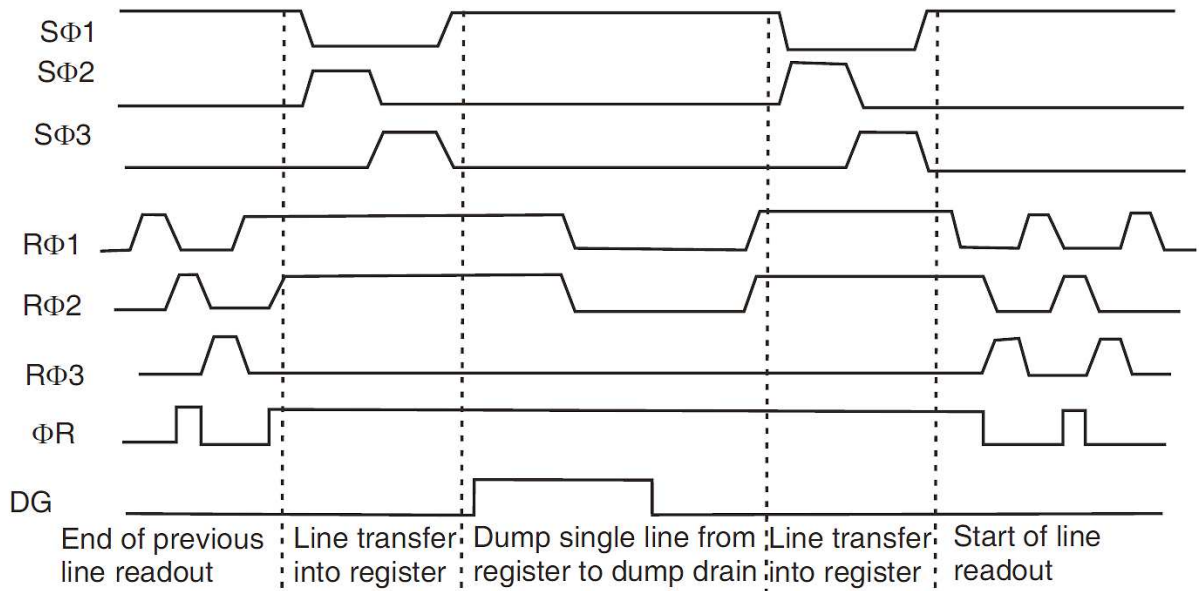 SΦ1
SΦ2
SΦ3
RΦ1
RΦ2
RΦ3
ΦR
DG
End of previous
line readout
Line transfer
into register
Dump single line from
register to dump drain
Line transfer
into register
Start of line
readout